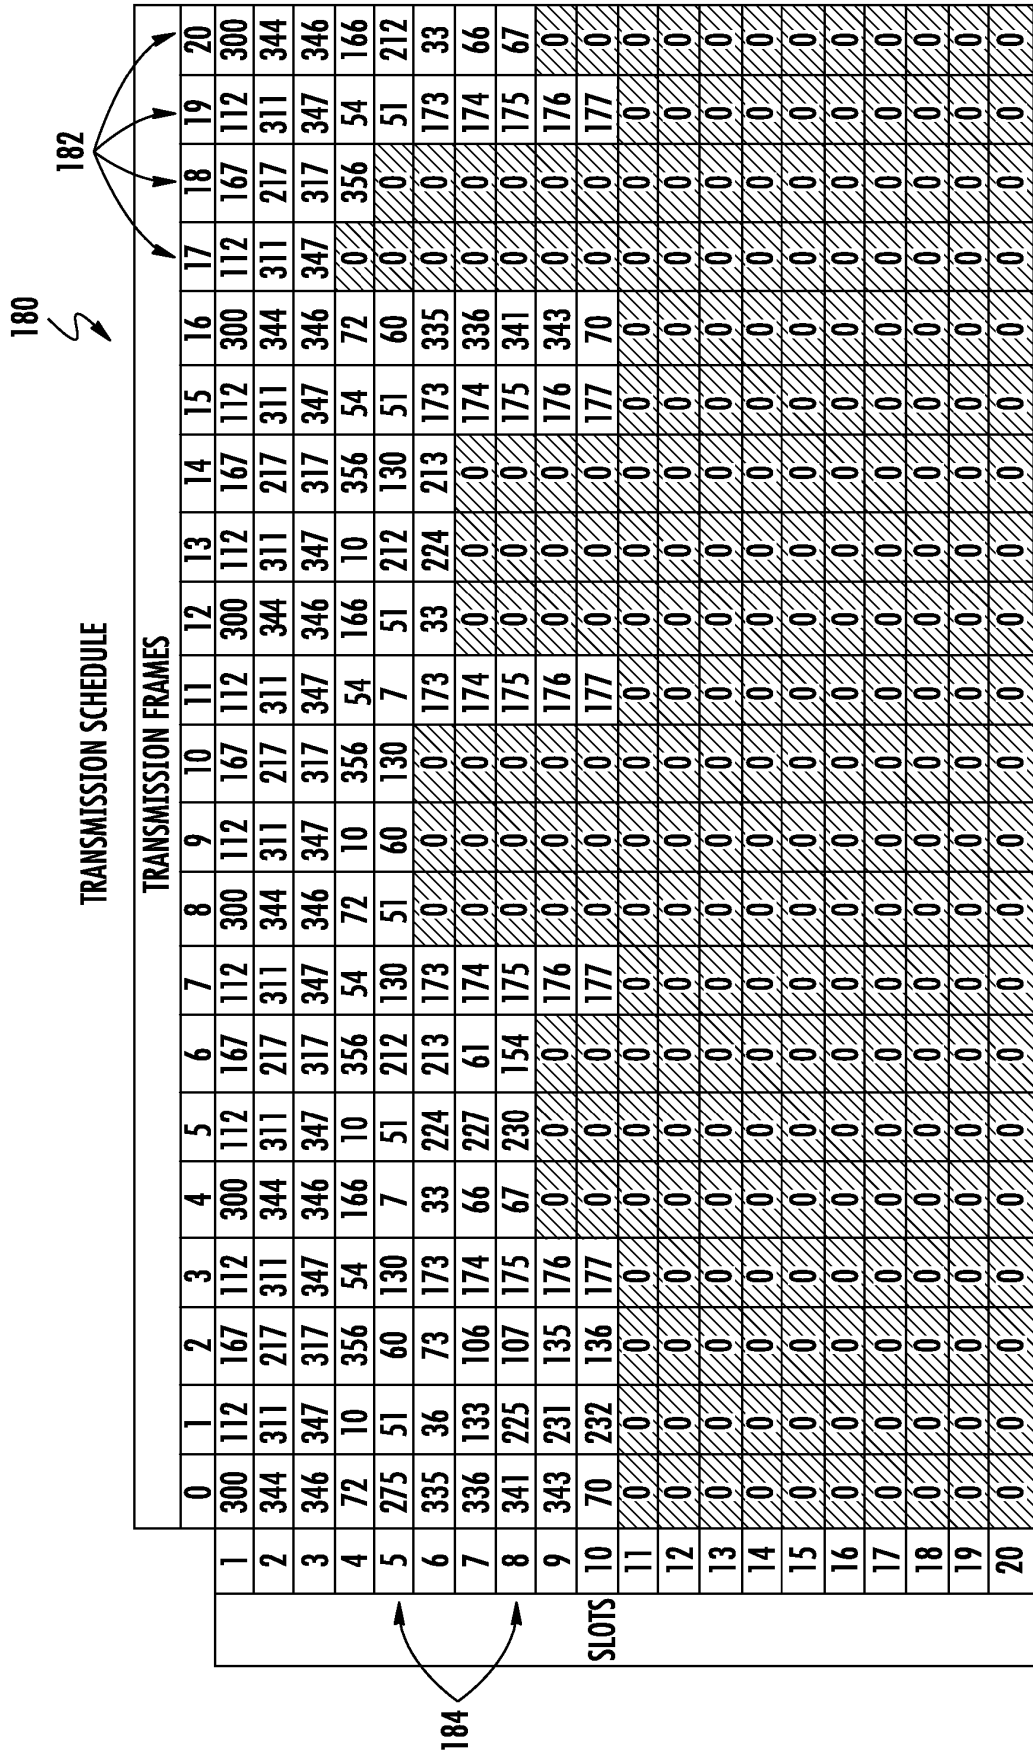 TRANSMISSION SCHEDULE
180
182
TRANSMISSION FRAMES
0 1 2 3 4 5 6 7 8 9 10 11 12 13 14 15 16 17 18 19 20
1 300 112 167 112 300 112 167 112 300 112 167 112 300 112 167 112 300 112 167 112 300
2 344 311 217 311 344 311 217 311 344 311 217 311 344 311 217 311 344 311 217 311 344
3 346 347 317 347 346 347 317 347 346 347 317 347 346 347 317 347 346 347 317 347 346
4 72 10 356 54 166 10 356 54 72 10 356 54 166 10 356 54 72 0 356 54 166
5 275 51 60 130 7 51 212 130 51 60 130 7 51 212 130 51 60 0 0 51 212
6 335 36 73 173 33 224 213 173 0 0 0 173 33 224 213 173 335 0 0 173 33
7 336 133 106 174 66 227 61 174 0 0 0 174 0 0 0 174 336 0 0 174 66
8 341 225 107 175 67 230 154 175 0 0 0 175 0 0 0 175 341 0 0 175 67
9 343 231 135 176 0 0 0 176 0 0 0 176 0 0 0 176 343 0 0 176 0
10 70 232 136 177 0 0 0 177 0 0 0 177 0 0 0 177 70 0 0 177 0
11 0 0 0 0 0 0 0 0 0 0 0 0 0 0 0 0 0 0 0 0 0
12 0 0 0 0 0 0 0 0 0 0 0 0 0 0 0 0 0 0 0 0 0
13 0 0 0 0 0 0 0 0 0 0 0 0 0 0 0 0 0 0 0 0 0
14 0 0 0 0 0 0 0 0 0 0 0 0 0 0 0 0 0 0 0 0 0
15 0 0 0 0 0 0 0 0 0 0 0 0 0 0 0 0 0 0 0 0 0
16 0 0 0 0 0 0 0 0 0 0 0 0 0 0 0 0 0 0 0 0 0
17 0 0 0 0 0 0 0 0 0 0 0 0 0 0 0 0 0 0 0 0 0
18 0 0 0 0 0 0 0 0 0 0 0 0 0 0 0 0 0 0 0 0 0
19 0 0 0 0 0 0 0 0 0 0 0 0 0 0 0 0 0 0 0 0 0
20 0 0 0 0 0 0 0 0 0 0 0 0 0 0 0 0 0 0 0 0 0
SLOTS
184